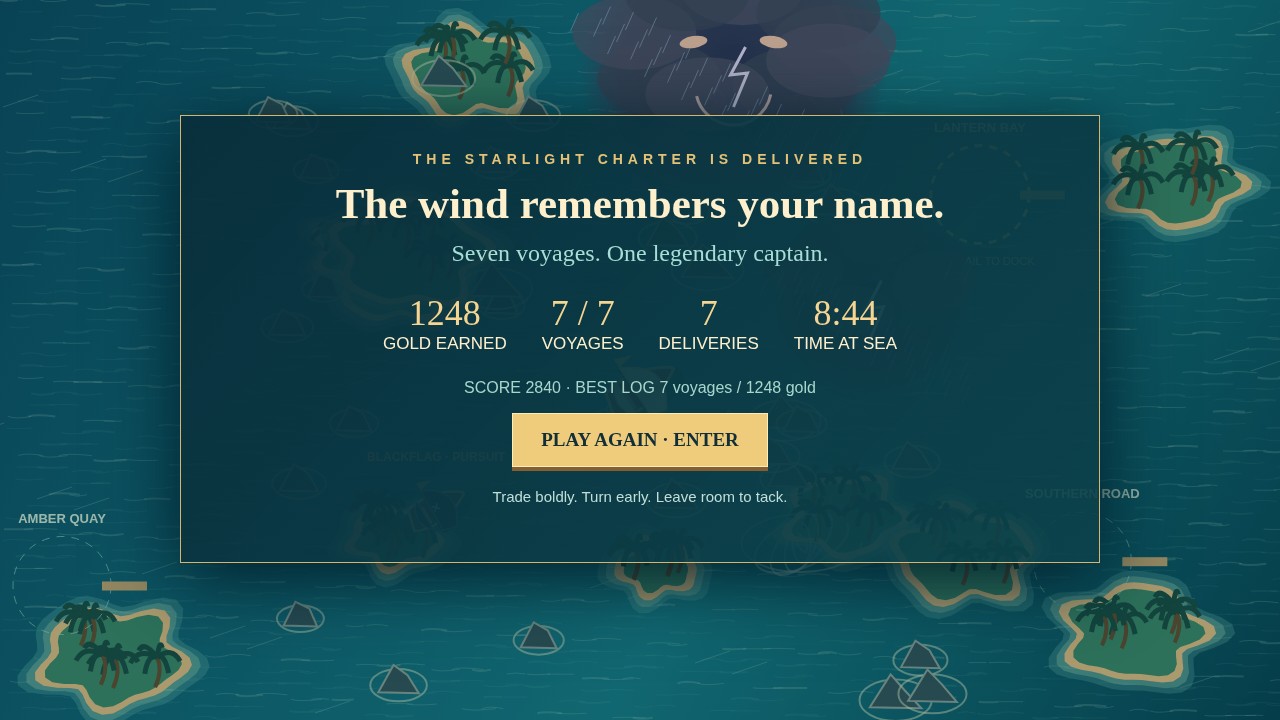 LANTERN BAY
THE STARLIGHT CHARTER IS DELIVERED
The wind remembers your name.
Seven voyages. One legendary captain.
1248 7 / 7 7 8:44
GOLD EARNED VOYAGES DELIVERIES TIME AT SEA
SCORE 2840 · BEST LOG 7 voyages / 1248 gold
PLAY AGAIN · ENTER
BLACKFLAG · PURSUIT
Trade boldly. Turn early. Leave room to tack.
SOUTHERN ROAD
AMBER QUAY